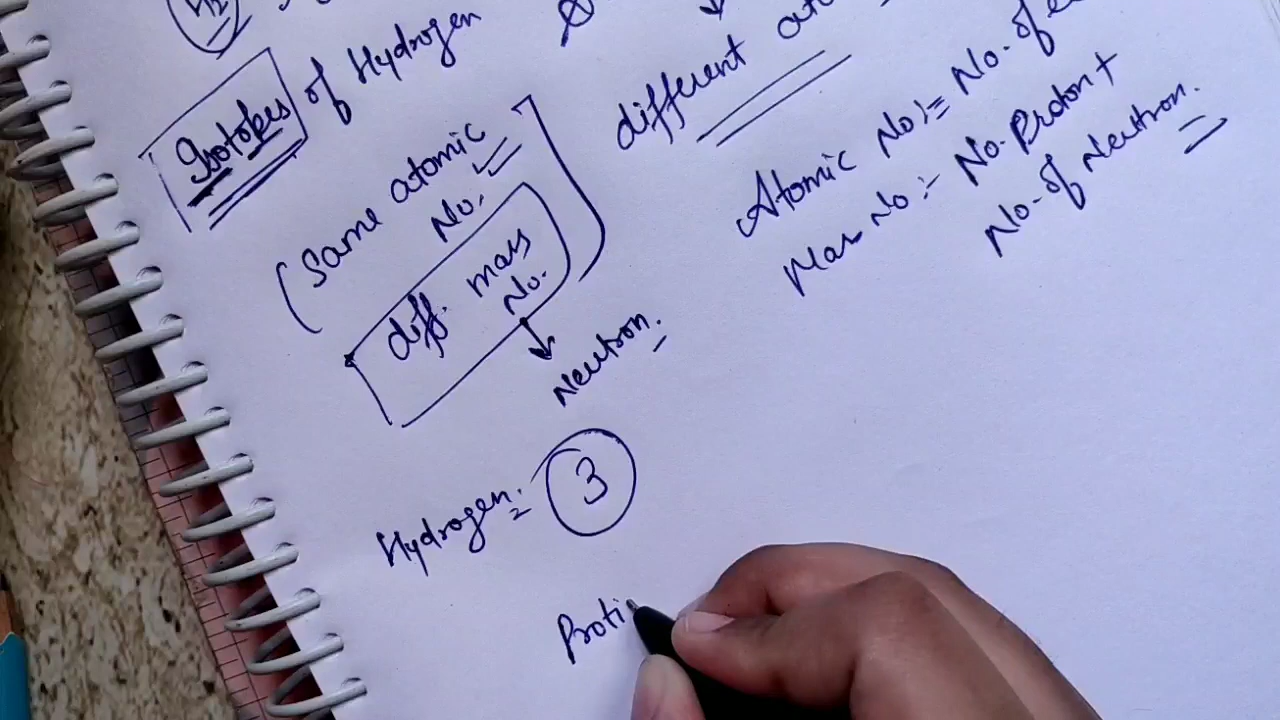 H2
Isotopes of Hydrogen
(Same atomic
No.
diff. mass
No.
Neutron.
different
Atomic No:= No. of
Mass No:- No. Proton +
No. of Neutron.
Hydrogen. 3
Proti